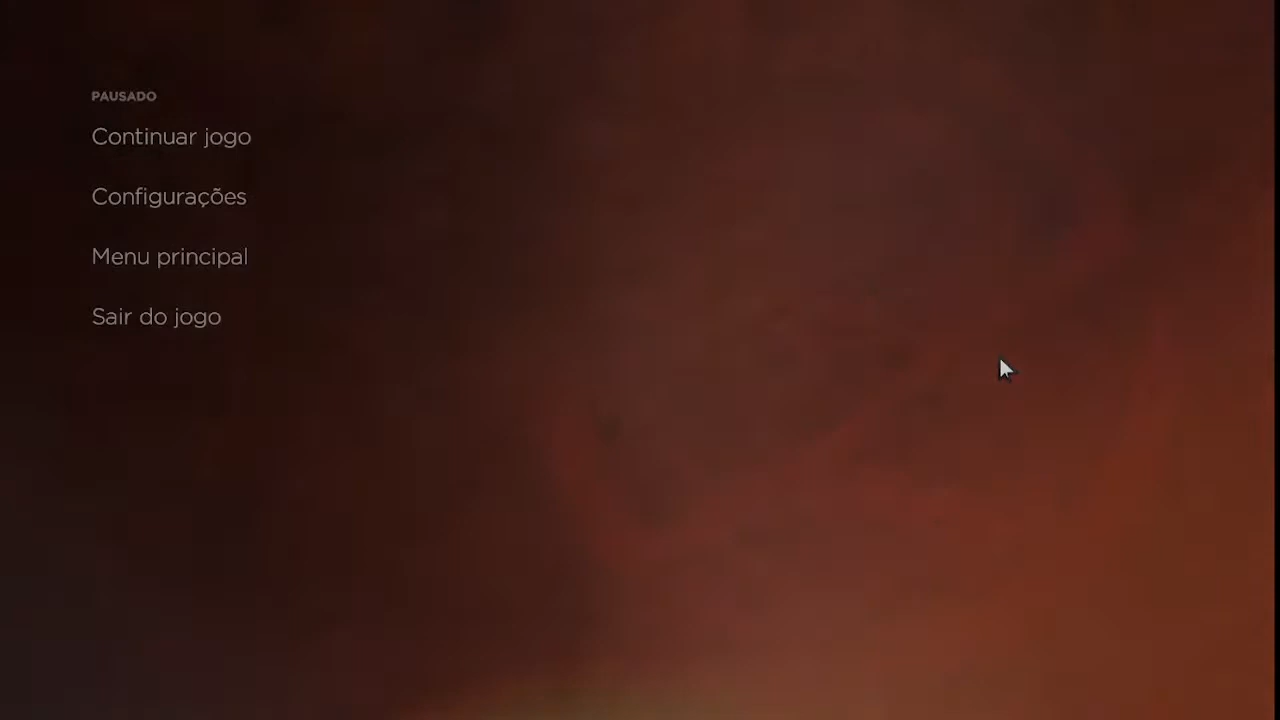 PAUSADO
Continuar jogo
Configurações
Menu principal
Sair do jogo